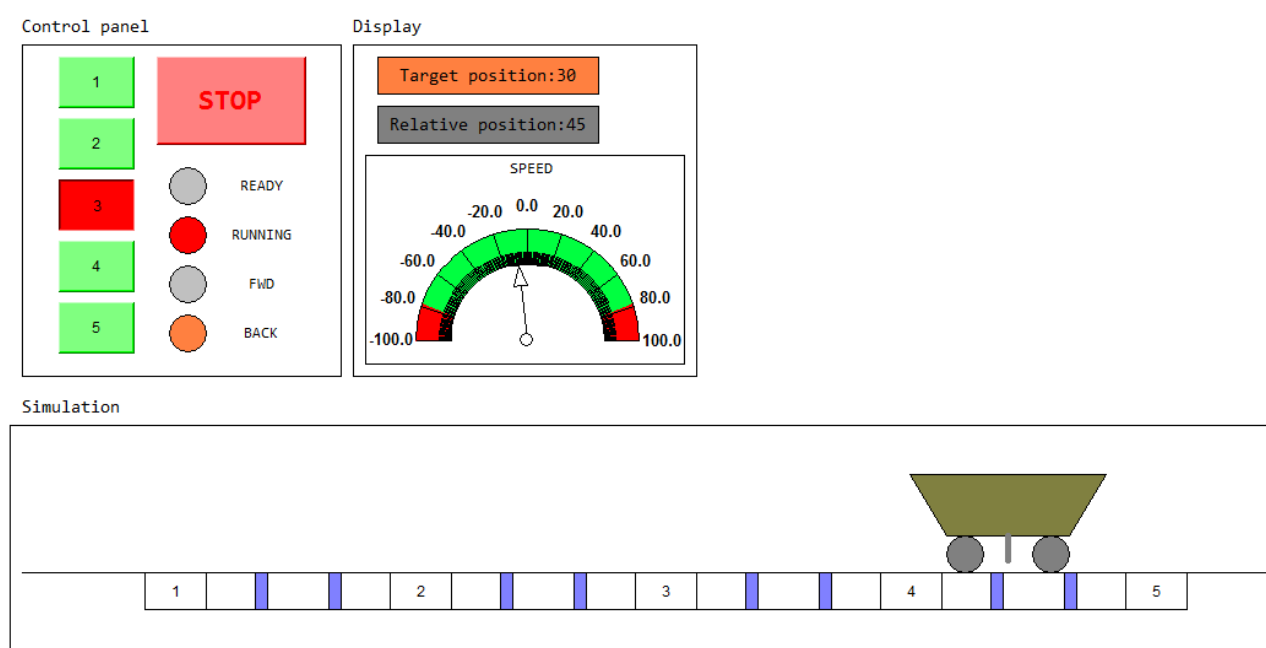 Control panel
1
2
3
4
5
STOP
READY
RUNNING
FWD
BACK
Display
Target position:30
Relative position:45
SPEED
-100.0
-80.0
-60.0
-40.0
-20.0
0.0
20.0
40.0
60.0
80.0
100.0
Simulation
1 2 3 4 5